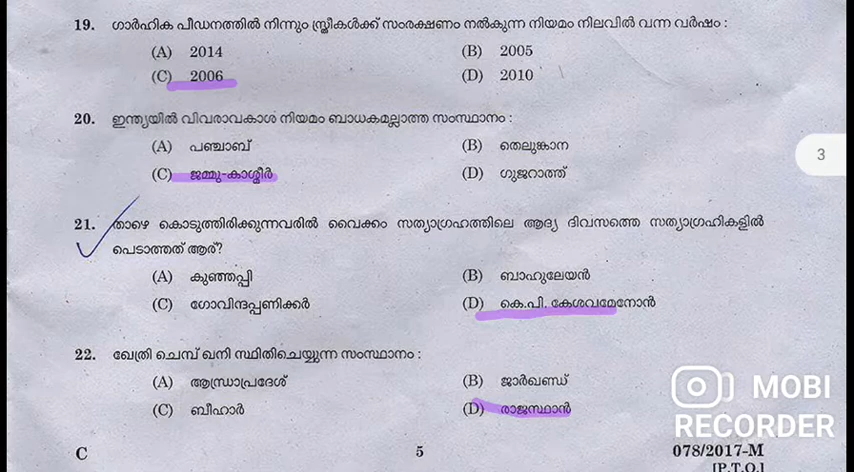 19. ഗാർഹിക പീഡനത്തിൽ നിന്നും സ്ത്രീകൾക്ക് സംരക്ഷണം നൽകുന്ന നിയമം നിലവിൽ വന്ന വർഷം :
(A) 2014 (B) 2005
(C) 2006 (D) 2010
20. ഇന്ത്യയിൽ വിവരാവകാശ നിയമം ബാധകമല്ലാത്ത സംസ്ഥാനം :
(A) പഞ്ചാബ് (B) തെലുങ്കാന
3
(C) ജമ്മു-കാശ്മീർ (D) ഗുജറാത്ത്
21. താഴെ കൊടുത്തിരിക്കുന്നവരിൽ വൈക്കം സത്യാഗ്രഹത്തിലെ ആദ്യ ദിവസത്തെ സത്യാഗ്രഹികളിൽ
പെടാത്തത് ആര്?
(A) കുഞ്ഞപ്പി (B) ബാഹുലേയൻ
(C) ഗോവിന്ദപ്പണിക്കർ (D) കെ.പി. കേശവമേനോൻ
22. ഖേത്രി ചെമ്പ് ഖനി സ്ഥിതിചെയ്യുന്ന സംസ്ഥാനം :
(A) ആന്ധ്രാപ്രദേശ് (B) ജാർഖണ്ഡ്
(C) ബീഹാർ (D) രാജസ്ഥാൻ
MOBI
RECORDER
C 5 078/2017-M
[P.T.O.]